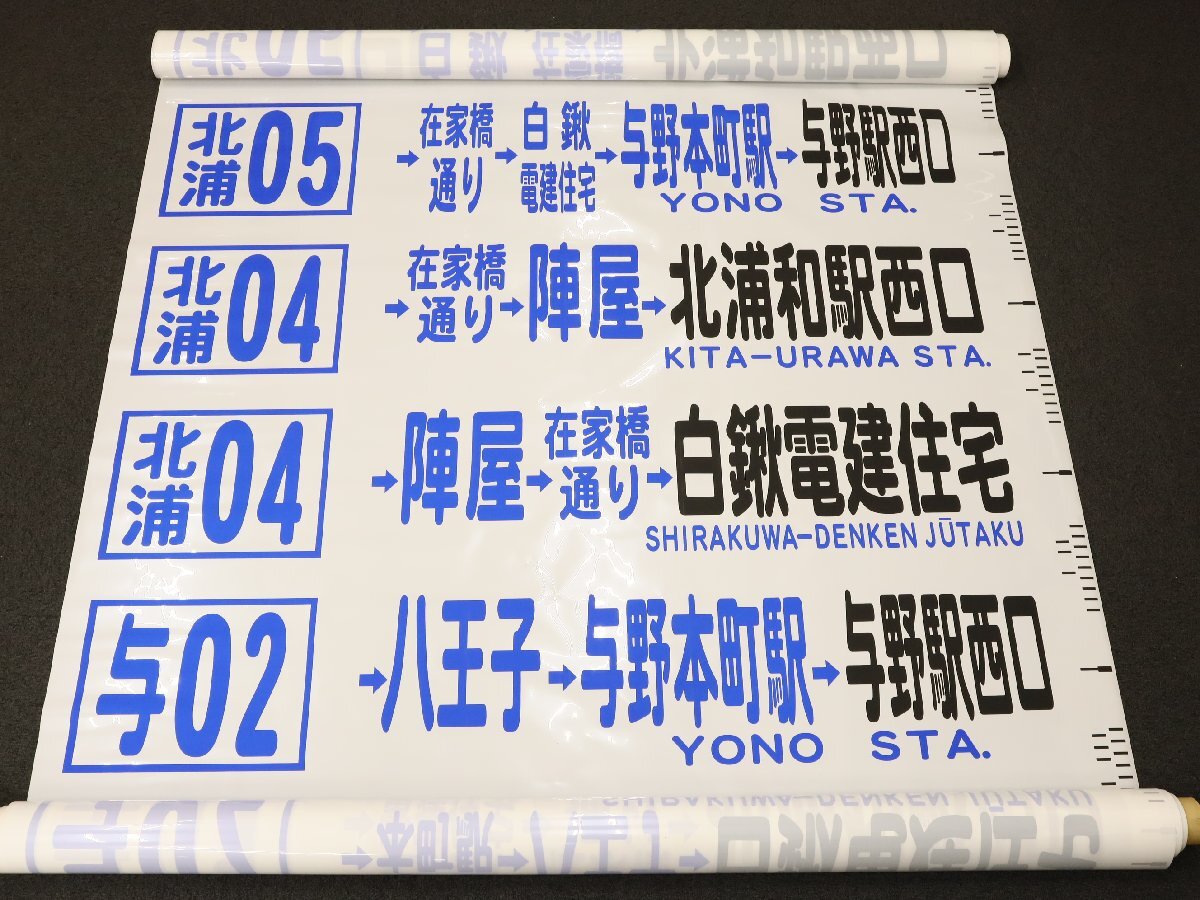 北浦05 → 在家橋通り → 白鍬電建住宅 → 与野本町駅 → 与野駅西口
YONO STA.
北浦04 → 在家橋通り → 陣屋 → 北浦和駅西口
KITA-URAWA STA.
北浦04 → 陣屋 → 在家橋通り → 白鍬電建住宅
SHIRAKUWA-DENKEN JŪTAKU
与02 → 八王子 → 与野本町駅 → 与野駅西口
YONO STA.
SHIRAKUWA-DENKEN JŪTAKU